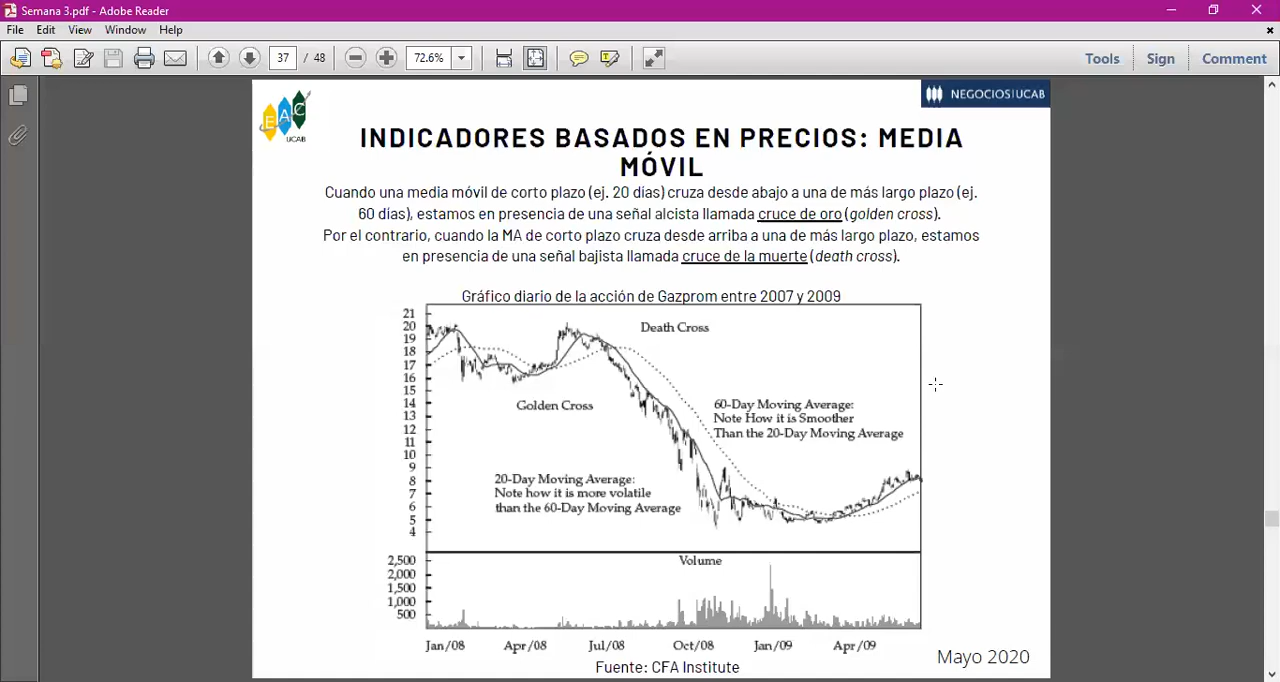 Semana 3.pdf - Adobe Reader
File Edit View Window Help
37 / 48 72.6% Tools Sign Comment
EAC
UCAB
NEGOCIOS|UCAB
INDICADORES BASADOS EN PRECIOS: MEDIA
MÓVIL
Cuando una media móvil de corto plazo (ej. 20 días) cruza desde abajo a una de más largo plazo (ej.
60 días), estamos en presencia de una señal alcista llamada cruce de oro (golden cross).
Por el contrario, cuando la MA de corto plazo cruza desde arriba a una de más largo plazo, estamos
en presencia de una señal bajista llamada cruce de la muerte (death cross).
Gráfico diario de la acción de Gazprom entre 2007 y 2009
21
20
19
18
17
16
15
14
13
12
11
10
9
8
7
6
5
4
Death Cross
Golden Cross
60-Day Moving Average:
Note How it is Smoother
Than the 20-Day Moving Average
20-Day Moving Average:
Note how it is more volatile
than the 60-Day Moving Average
Volume
2,500
2,000
1,500
1,000
500
Jan/08 Apr/08 Jul/08 Oct/08 Jan/09 Apr/09
Fuente: CFA Institute
Mayo 2020